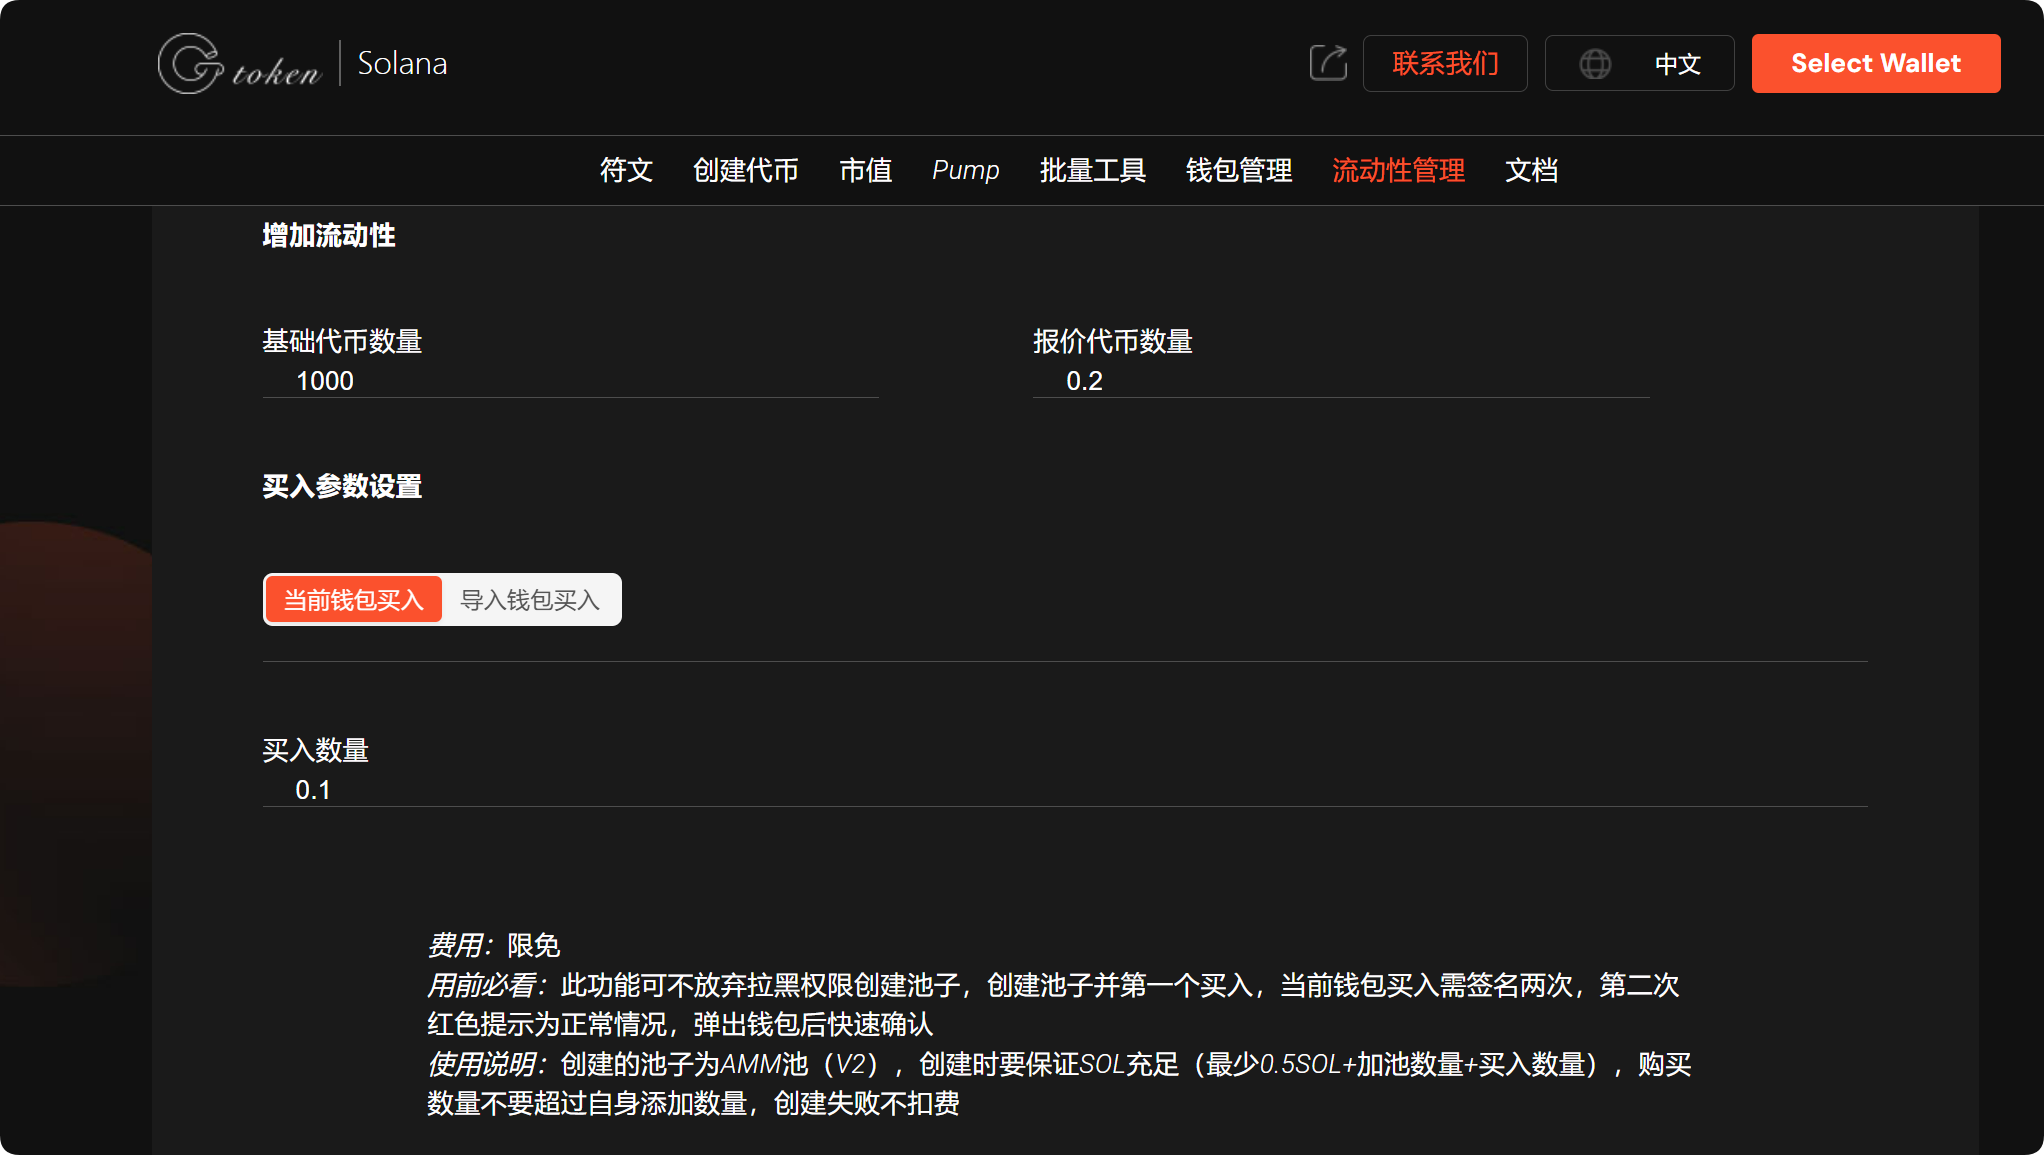 Gtoken | Solana
联系我们
中文
Select Wallet
符文 创建代币 市值 Pump 批量工具 钱包管理 流动性管理 文档
增加流动性
基础代币数量 报价代币数量
1000 0.2
买入参数设置
当前钱包买入 导入钱包买入
买入数量
0.1
费用：限免
用前必看：此功能可不放弃拉黑权限创建池子，创建池子并第一个买入，当前钱包买入需签名两次，第二次
红色提示为正常情况，弹出钱包后快速确认
使用说明：创建的池子为AMM池（V2），创建时要保证SOL充足（最少0.5SOL+加池数量+买入数量），购买
数量不要超过自身添加数量，创建失败不扣费